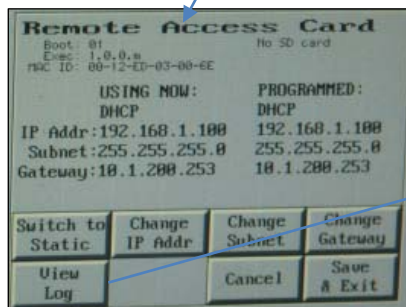 Remote Access Card
Boot: 01
No SD card
Exec: 1.0.0.m
MAC ID: 00-12-ED-03-00-6E
USING NOW: PROGRAMMED:
DHCP DHCP
IP Addr:192.168.1.100 192.168.1.100
Subnet:255.255.255.0 255.255.255.0
Gateway:10.1.200.253 10.1.200.253
Switch to Static
Change IP Addr
Change Subnet
Change Gateway
View Log
Cancel
Save & Exit